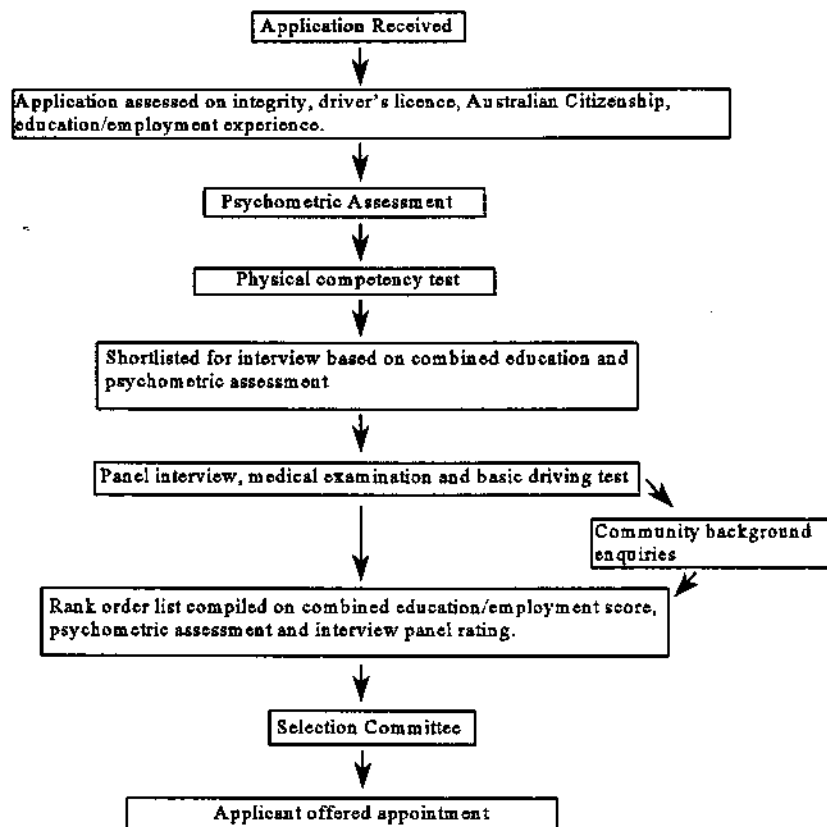 Application Received
Application assessed on integrity, driver's licence, Australian Citizenship,
education/employment experience.
Psychometric Assessment
Physical competency test
Shortlisted for interview based on combined education and
psychometric assessment
Panel interview, medical examination and basic driving test
Community background
enquiries
Rank order list compiled on combined education/employment score,
psychometric assessment and interview panel rating.
Selection Committee
Applicant offered appointment